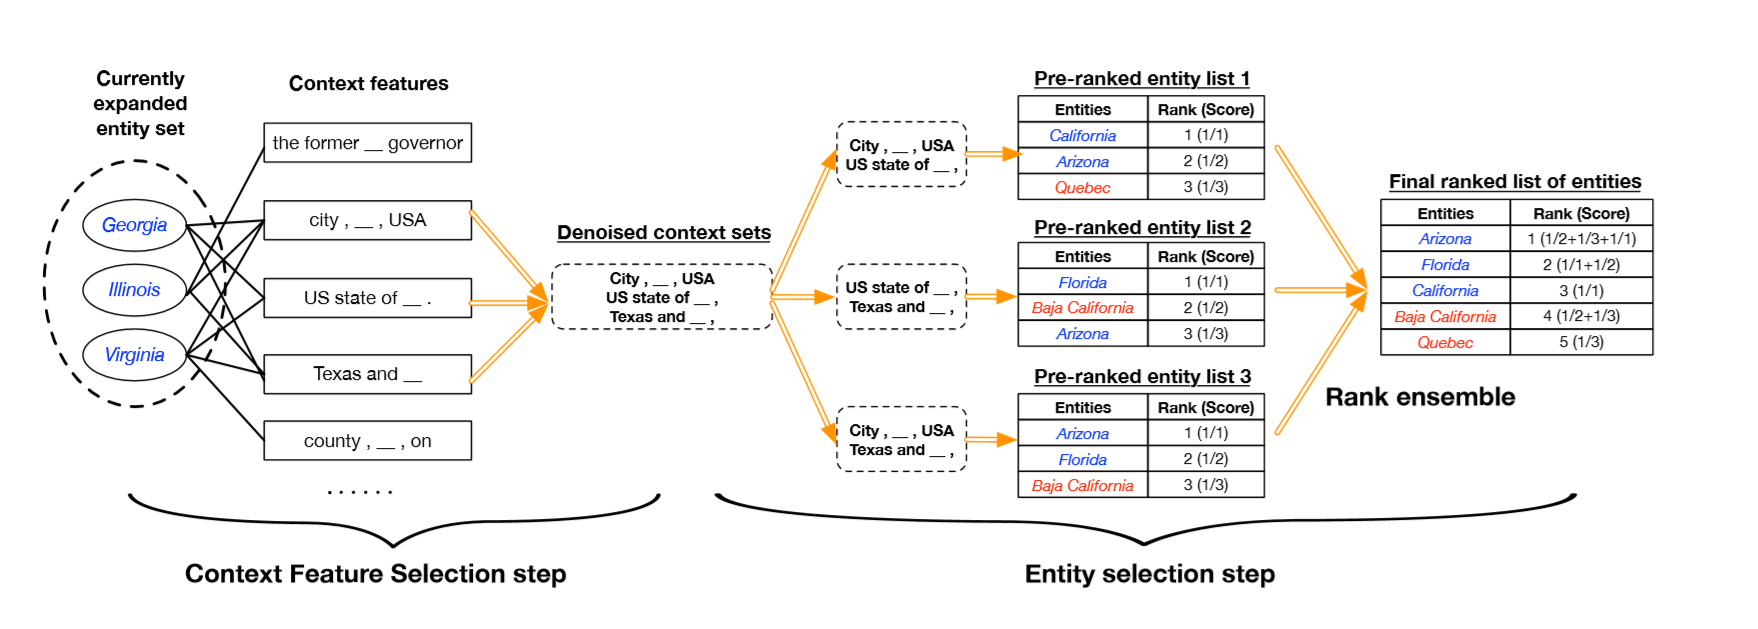 Currently
expanded
entity set
Georgia
Illinois
Virginia
Context features
the former __ governor
city , __ , USA
US state of __ .
Texas and __
county , __ , on
. . . . . .
Context Feature Selection step
Denoised context sets
City , __ , USA
US state of __ ,
Texas and __ ,
City , __ , USA
US state of __ ,
US state of __ ,
Texas and __ ,
City , __ , USA
Texas and __ ,
Pre-ranked entity list 1
Entities Rank (Score)
California 1 (1/1)
Arizona 2 (1/2)
Quebec 3 (1/3)
Pre-ranked entity list 2
Entities Rank (Score)
Florida 1 (1/1)
Baja California 2 (1/2)
Arizona 3 (1/3)
Pre-ranked entity list 3
Entities Rank (Score)
Arizona 1 (1/1)
Florida 2 (1/2)
Baja California 3 (1/3)
Final ranked list of entities
Entities Rank (Score)
Arizona 1 (1/2+1/3+1/1)
Florida 2 (1/1+1/2)
California 3 (1/1)
Baja California 4 (1/2+1/3)
Quebec 5 (1/3)
Rank ensemble
Entity selection step